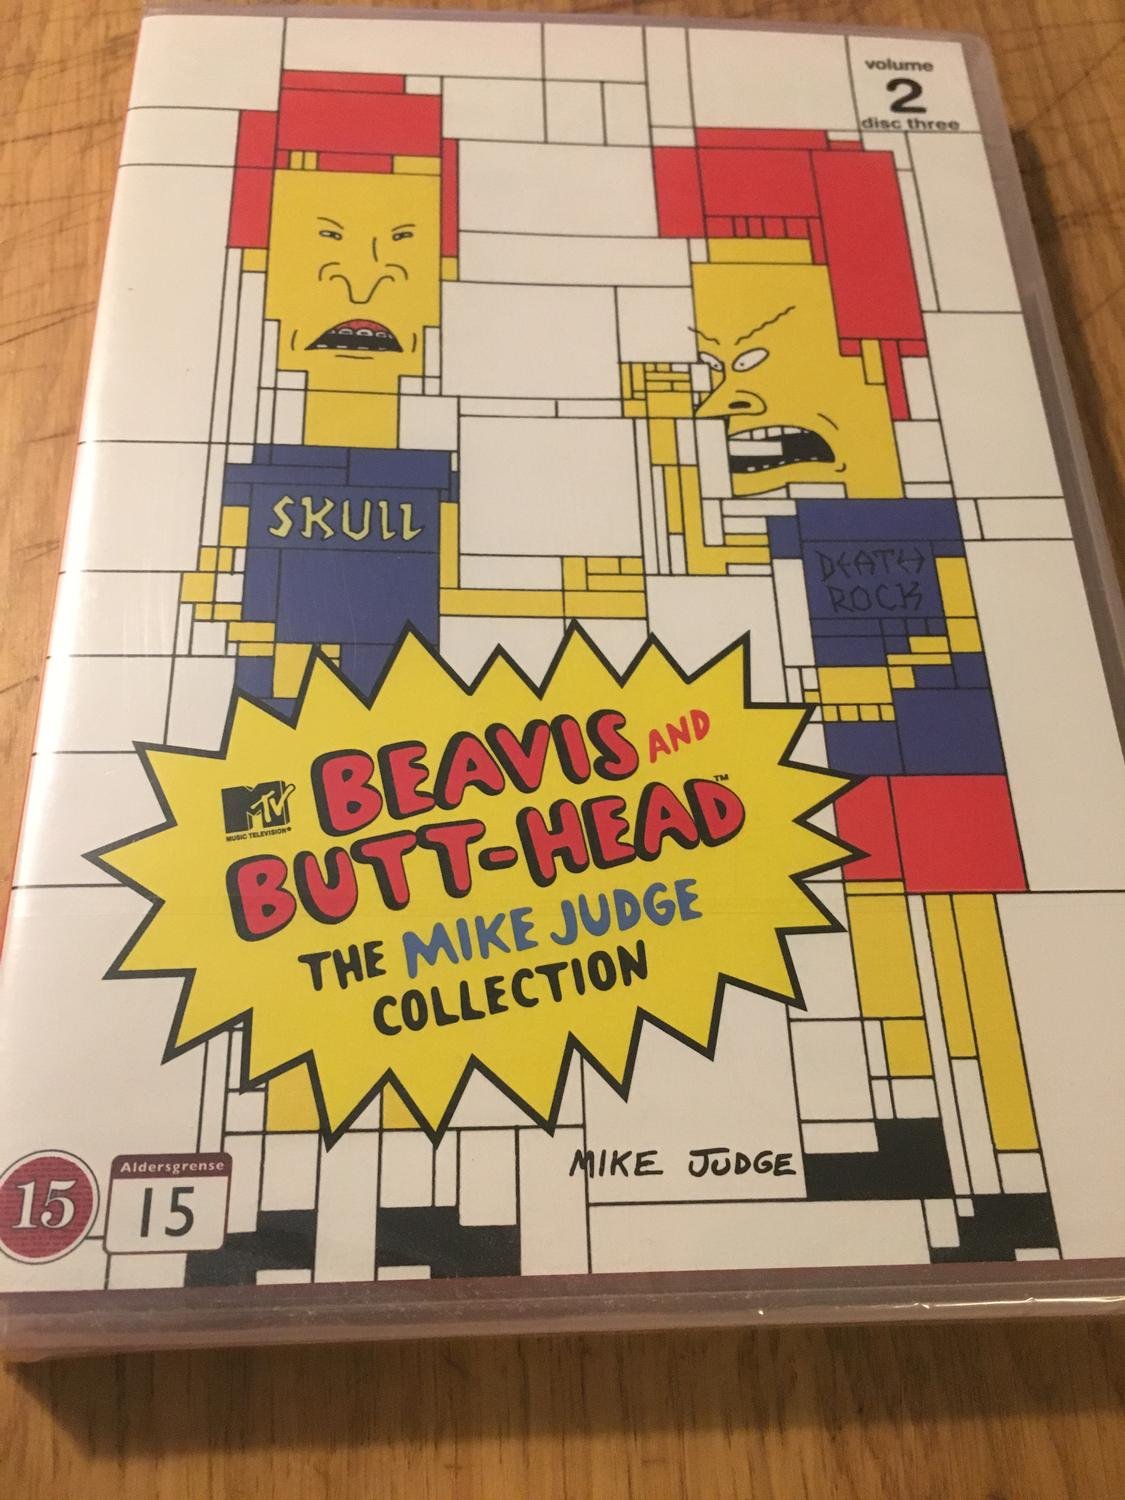 volume
2
disc three
SKULL
DEATH
ROCK
MTV
MUSIC TELEVISION®
BEAVIS AND
BUTT-HEAD™
THE MIKE JUDGE
COLLECTION
MIKE JUDGE
15
Aldersgrense
15